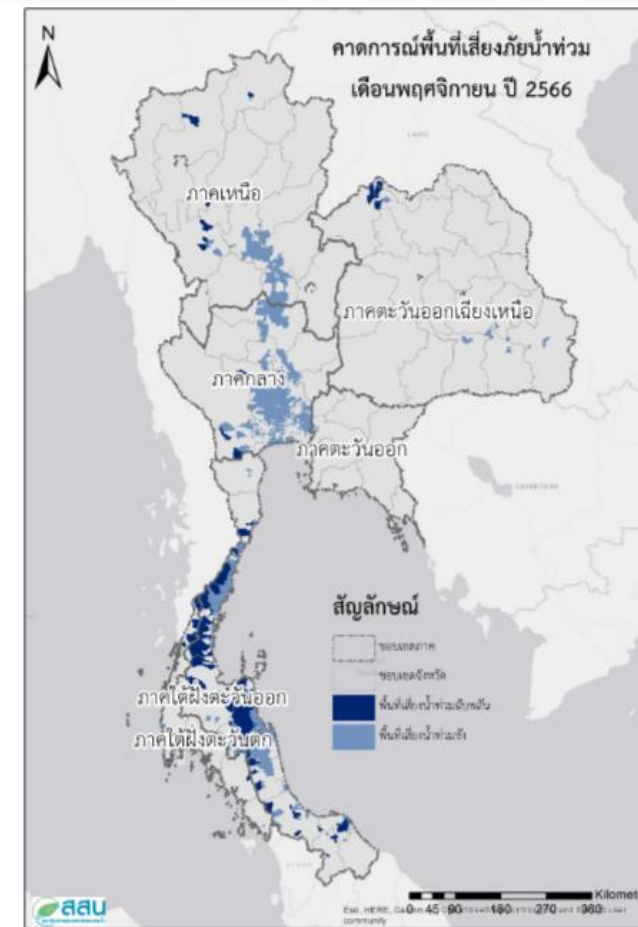 คาดการณ์พื้นที่เสี่ยงภัยน้ำท่วม
เดือนพฤศจิกายน ปี 2566
N
ภาคเหนือ
ภาคตะวันออกเฉียงเหนือ
ภาคกลาง
ภาคตะวันออก
ภาคใต้ฝั่งตะวันออก
ภาคใต้ฝั่งตะวันตก
สัญลักษณ์
ขอบเขตภาค
ขอบเขตจังหวัด
พื้นที่เสี่ยงน้ำท่วมฉับพลัน
พื้นที่เสี่ยงน้ำท่วมขัง
สสน
Kilomete
0 45 90 180 270 360
Esri, HERE, user
community